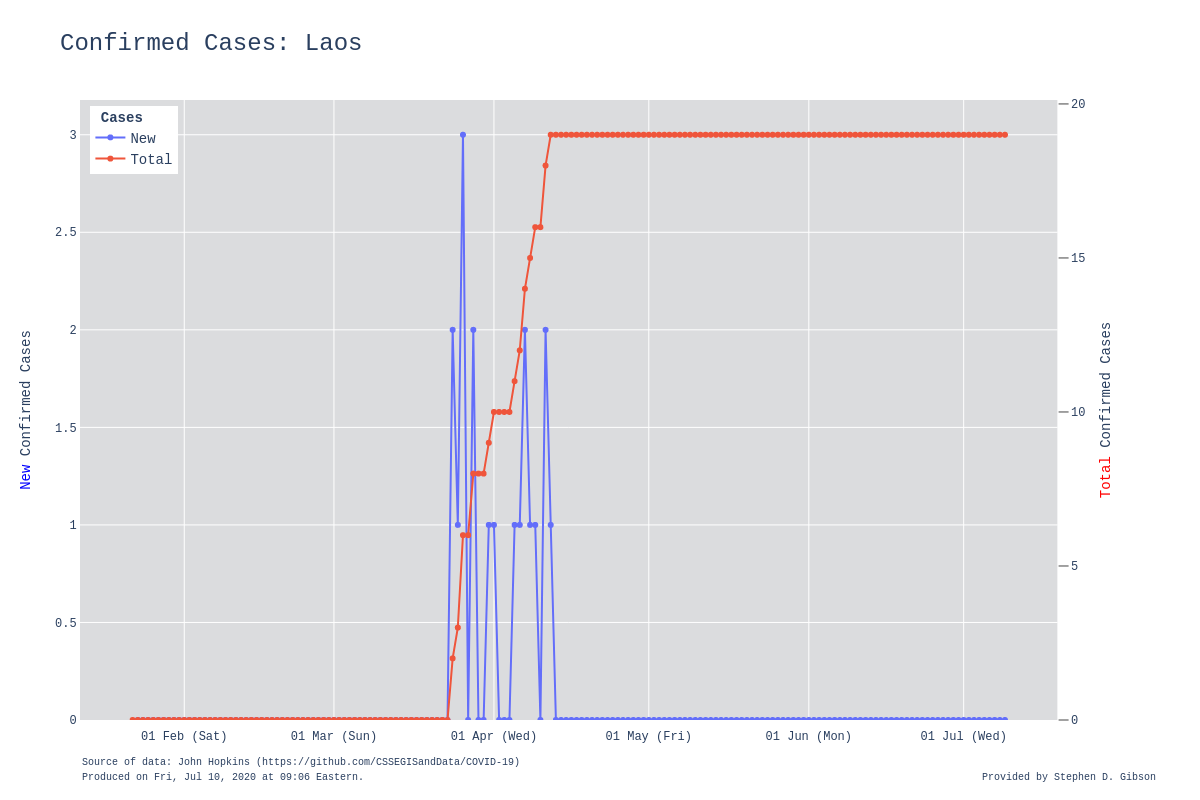 Confirmed Cases: Laos
Cases
New
Total
3
2.5
2
1.5
1
0.5
0
20
15
10
5
0
New Confirmed Cases
Total Confirmed Cases
01 Feb (Sat)
01 Mar (Sun)
01 Apr (Wed)
01 May (Fri)
01 Jun (Mon)
01 Jul (Wed)
Source of data: John Hopkins (https://github.com/CSSEGISandData/COVID-19)
Produced on Fri, Jul 10, 2020 at 09:06 Eastern.
Provided by Stephen D. Gibson